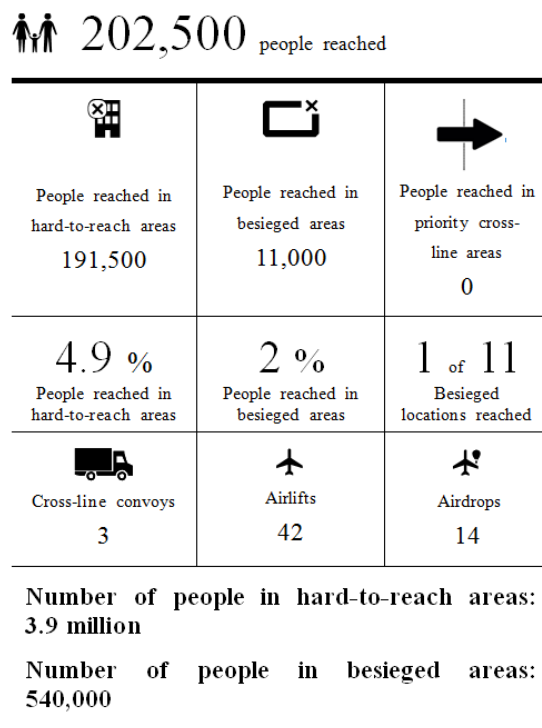 202,500 people reached
People reached in
hard-to-reach areas
191,500
People reached in
besieged areas
11,000
People reached in
priority cross-
line areas
0
4.9 %
People reached in
hard-to-reach areas
2 %
People reached in
besieged areas
1 of 11
Besieged
locations reached
Cross-line convoys
3
Airlifts
42
Airdrops
14
Number of people in hard-to-reach areas:
3.9 million
Number of people in besieged areas:
540,000